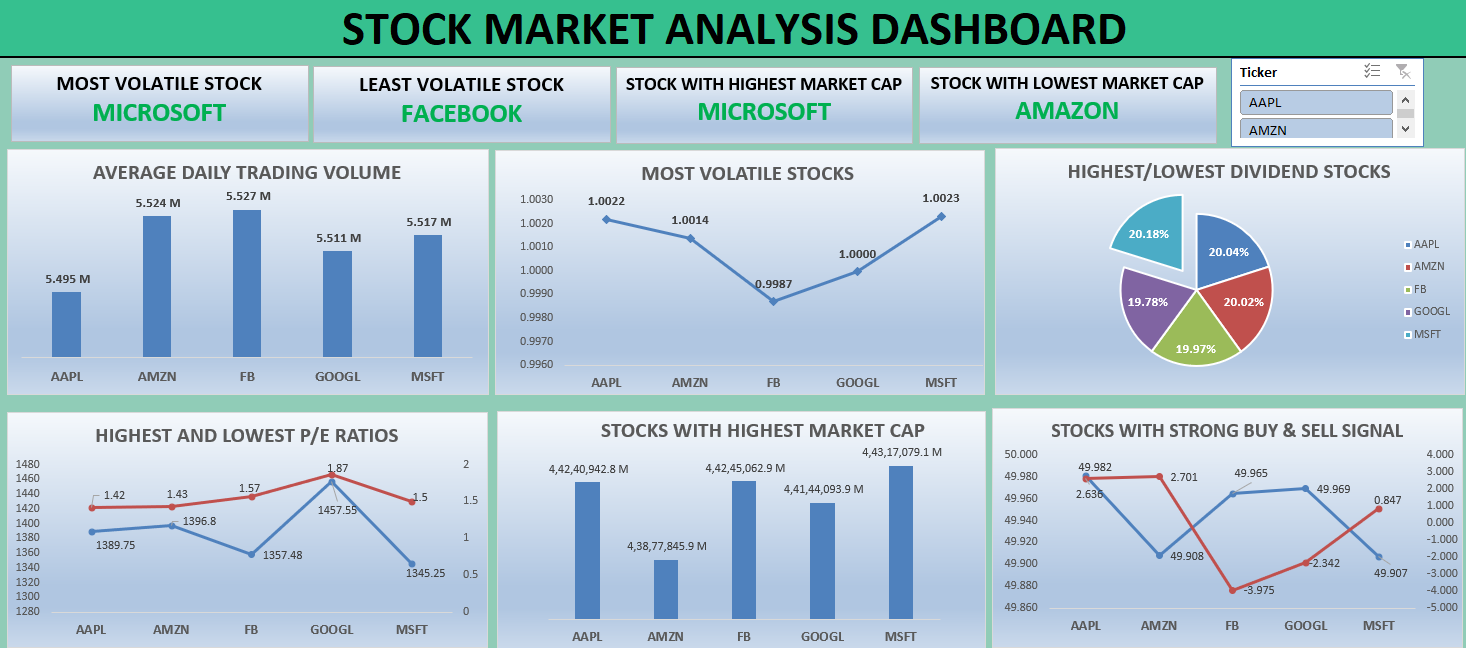 STOCK MARKET ANALYSIS DASHBOARD
MOST VOLATILE STOCK
MICROSOFT
LEAST VOLATILE STOCK
FACEBOOK
STOCK WITH HIGHEST MARKET CAP
MICROSOFT
STOCK WITH LOWEST MARKET CAP
AMAZON
Ticker
AAPL
AMZN
AVERAGE DAILY TRADING VOLUME
5.495 M
5.524 M
5.527 M
5.511 M
5.517 M
AAPL AMZN FB GOOGL MSFT
MOST VOLATILE STOCKS
1.0030
1.0020
1.0010
1.0000
0.9990
0.9980
0.9970
0.9960
1.0022
1.0014
0.9987
1.0000
1.0023
AAPL AMZN FB GOOGL MSFT
HIGHEST/LOWEST DIVIDEND STOCKS
20.18%
20.04%
20.02%
19.97%
19.78%
AAPL
AMZN
FB
GOOGL
MSFT
HIGHEST AND LOWEST P/E RATIOS
1480
1460
1440
1420
1400
1380
1360
1340
1320
1300
1280
1.42
1.43
1.57
1.87
1.5
1389.75
1396.8
1357.48
1457.55
1345.25
2
1.5
1
0.5
0
AAPL AMZN FB GOOGL MSFT
STOCKS WITH HIGHEST MARKET CAP
4,42,40,942.8 M
4,38,77,845.9 M
4,42,45,062.9 M
4,41,44,093.9 M
4,43,17,079.1 M
AAPL AMZN FB GOOGL MSFT
STOCKS WITH STRONG BUY & SELL SIGNAL
50.000
49.980
49.960
49.940
49.920
49.900
49.880
49.860
49.982
2.636
2.701
49.908
49.965
-3.975
49.969
-2.342
0.847
49.907
4.000
3.000
2.000
1.000
0.000
-1.000
-2.000
-3.000
-4.000
-5.000
AAPL AMZN FB GOOGL MSFT